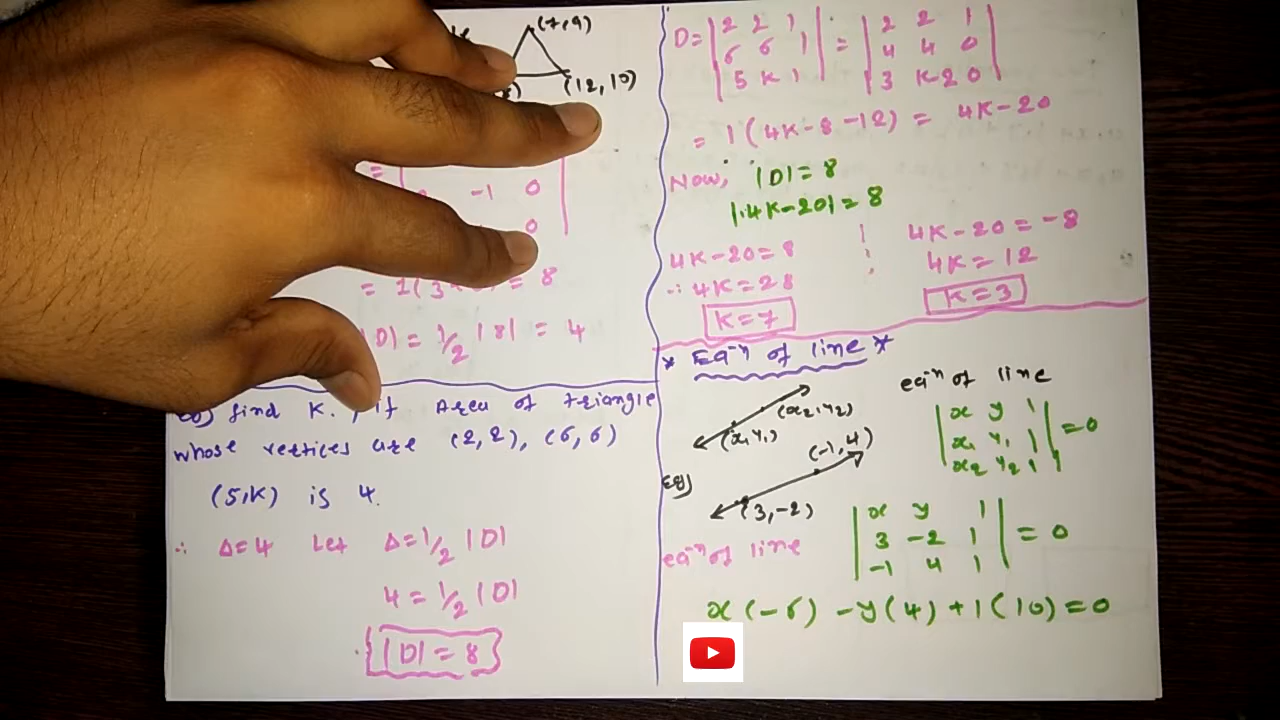 (7,9)
(12,10)
=
-1 0
0
= 8
|D| = 1/2 |8| = 4
find K. , if Area of triangle
whose vertices are (2,2), (6,6)
(5,K) is 4.
∴ Δ=4 Let Δ=1/2 |D|
4 = 1/2 |D|
|D| = 8
D= | 2 2 1 | = | 2 2 1 |
| 6 6 1 | | 4 4 0 |
| 5 K 1 | | 3 K-2 0 |
= 1(4K-8-12) = 4K-20
Now, |D|=8
|4K-20|=8
4K-20=8 4K-20=-8
∴ 4K=28 4K=12
K=7 K=3
* Eqⁿ of line *
eqⁿ of line
(x₁,y₁) (x₂,y₂)
| x y 1 |
| x₁ y₁ 1 | =0
| x₂ y₂ 1 |
eg)
(-1,4)
(3,-2)
eqⁿ of line
| x y 1 |
| 3 -2 1 | = 0
| -1 4 1 |
x(-6) -y(4) +1(10)=0